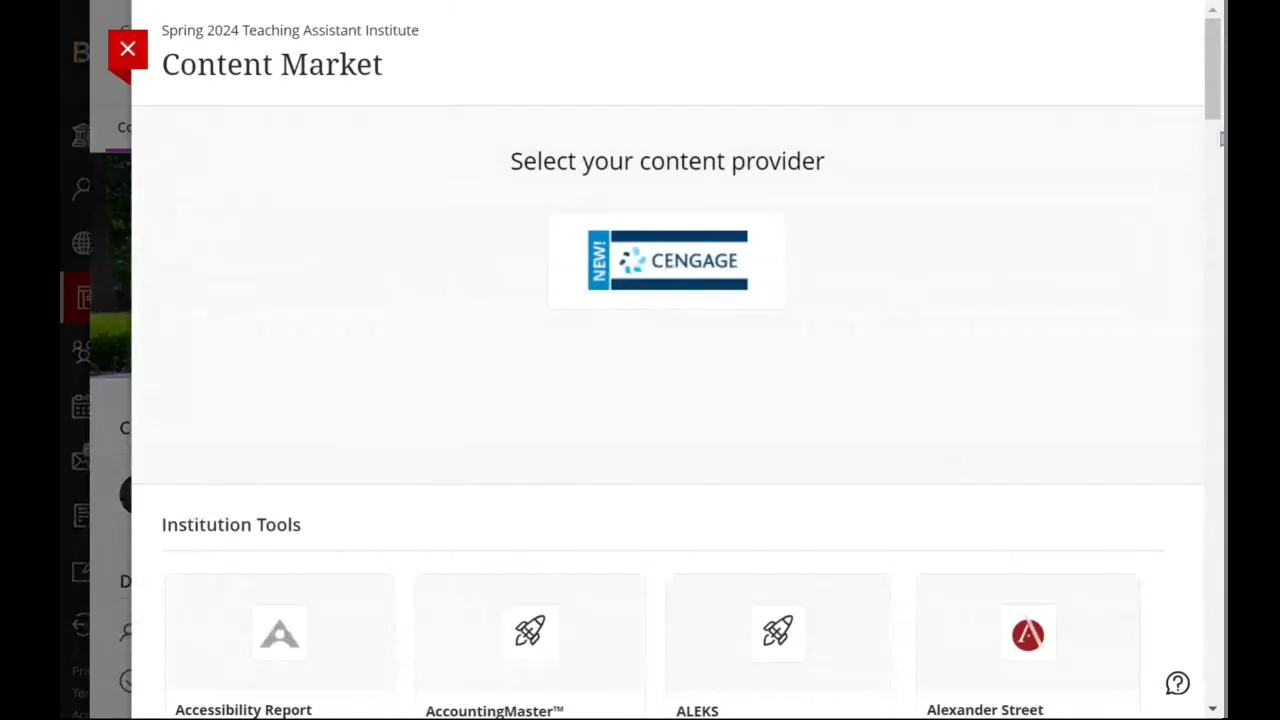 Spring 2024 Teaching Assistant Institute
Content Market
Select your content provider
NEW!
CENGAGE
Institution Tools
Accessibility Report
AccountingMaster™
ALEKS
Alexander Street